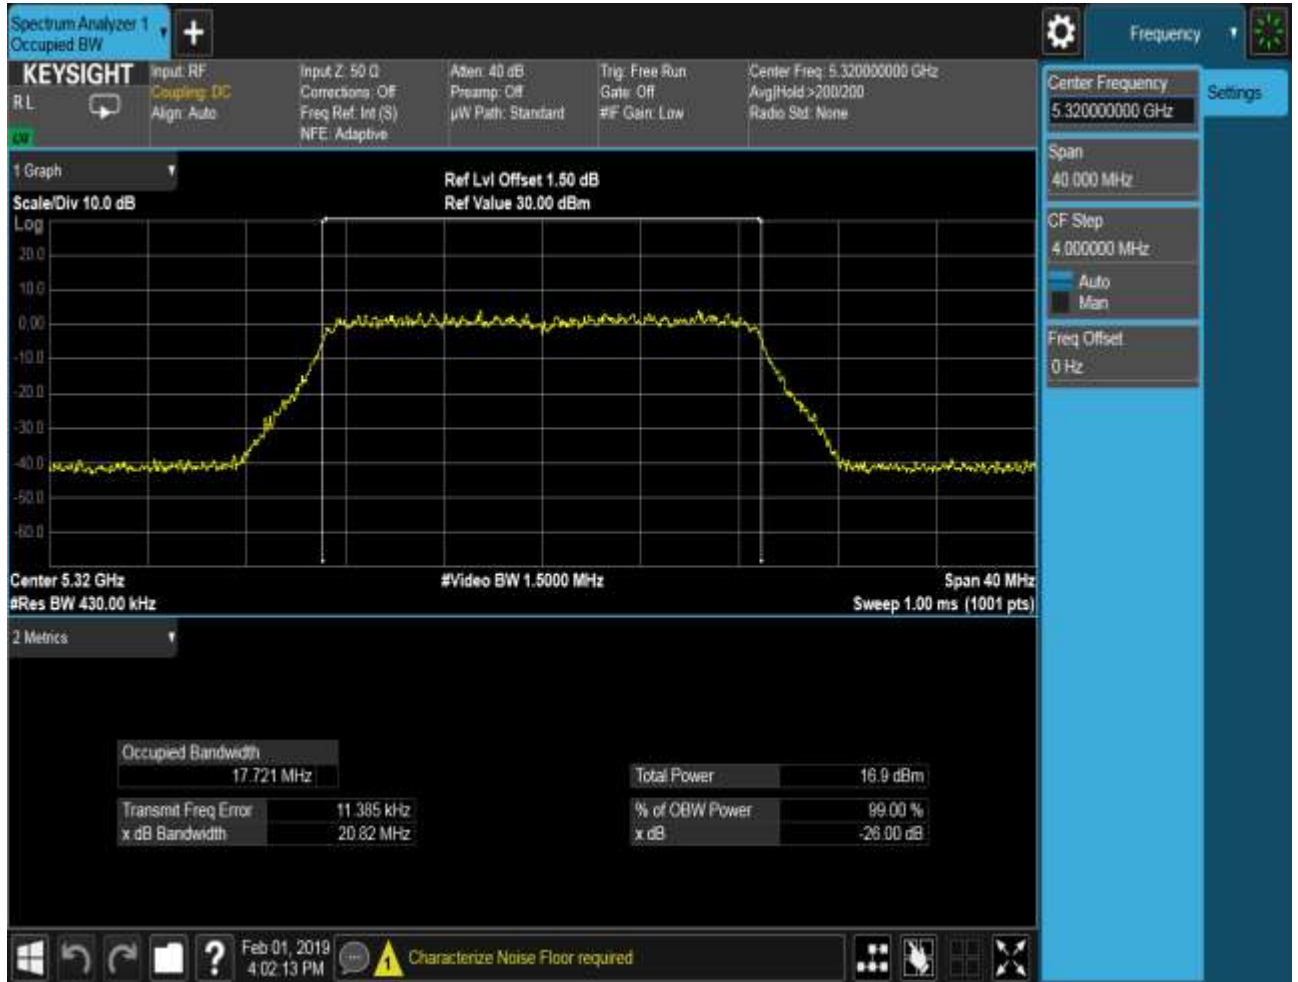 Spectrum Analyzer 1
Occupied BW
+
Frequency
KEYSIGHT
RL
Input: RF
Coupling: DC
Align: Auto
Input Z: 50 Ω
Corrections: Off
Freq Ref: Int (S)
NFE: Adaptive
Atten: 40 dB
Preamp: Off
µW Path: Standard
Trig: Free Run
Gate: Off
#IF Gain: Low
Center Freq: 5.320000000 GHz
Avg|Hold:>200/200
Radio Std: None
Center Frequency
5.320000000 GHz
Settings
Span
40.000 MHz
CF Step
4.000000 MHz
Auto
Man
Freq Offset
0 Hz
1 Graph
Scale/Div 10.0 dB
Ref Lvl Offset 1.50 dB
Ref Value 30.00 dBm
Log
20.0
10.0
0.00
-10.0
-20.0
-30.0
-40.0
-50.0
-60.0
Center 5.32 GHz
#Video BW 1.5000 MHz
Span 40 MHz
#Res BW 430.00 kHz
Sweep 1.00 ms (1001 pts)
2 Metrics
Occupied Bandwidth
17.721 MHz
Transmit Freq Error 11.385 kHz
x dB Bandwidth 20.82 MHz
Total Power 16.9 dBm
% of OBW Power 99.00 %
x dB -26.00 dB
?
Feb 01, 2019
4:02:13 PM
1
Characterize Noise Floor required